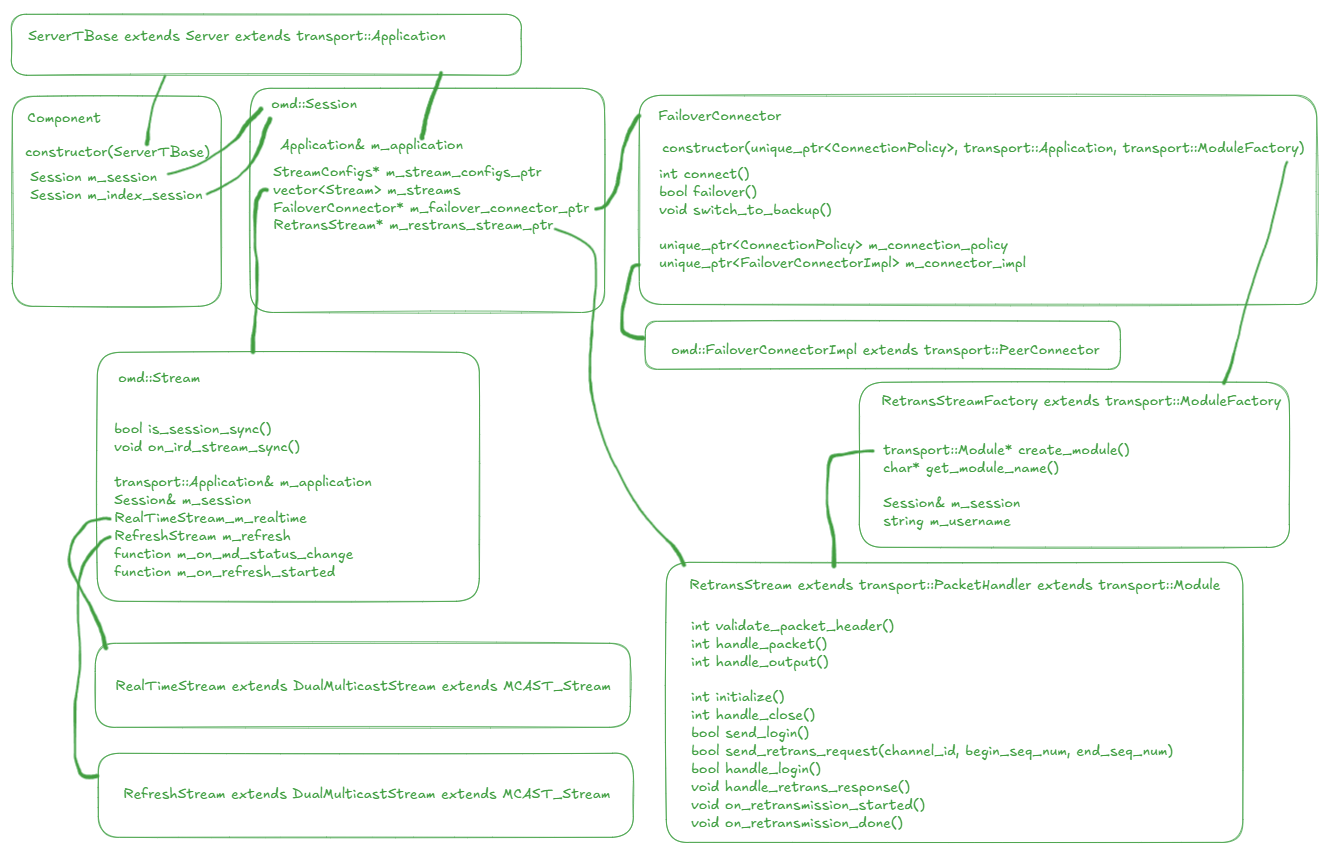 ServerTBase extends Server extends transport::Application
Component
constructor(ServerTBase)
Session m_session
Session m_index_session
omd::Session
Application& m_application
StreamConfigs* m_stream_configs_ptr
vector<Stream> m_streams
FailoverConnector* m_failover_connector_ptr
RetransStream* m_restrans_stream_ptr
FailoverConnector
constructor(unique_ptr<ConnectionPolicy>, transport::Application, transport::ModuleFactory)
int connect()
bool failover()
void switch_to_backup()
unique_ptr<ConnectionPolicy> m_connection_policy
unique_ptr<FailoverConnectorImpl> m_connector_impl
omd::FailoverConnectorImpl extends transport::PeerConnector
omd::Stream
bool is_session_sync()
void on_ird_stream_sync()
transport::Application& m_application
Session& m_session
RealTimeStream_m_realtime
RefreshStream m_refresh
function m_on_md_status_change
function m_on_refresh_started
RetransStreamFactory extends transport::ModuleFactory
transport::Module* create_module()
char* get_module_name()
Session& m_session
string m_username
RealTimeStream extends DualMulticastStream extends MCAST_Stream
RefreshStream extends DualMulticastStream extends MCAST_Stream
RetransStream extends transport::PacketHandler extends transport::Module
int validate_packet_header()
int handle_packet()
int handle_output()
int initialize()
int handle_close()
bool send_login()
bool send_retrans_request(channel_id, begin_seq_num, end_seq_num)
bool handle_login()
void handle_retrans_response()
void on_retransmission_started()
void on_retransmission_done()